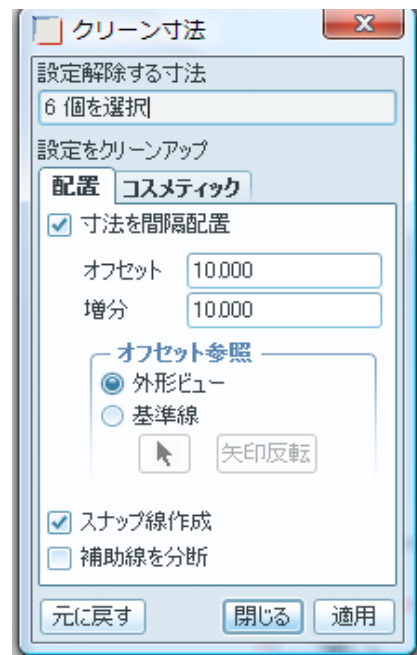 クリーン寸法
設定解除する寸法
6 個を選択
設定をクリーンアップ
配置 コスメティック
寸法を間隔配置
オフセット 10.000
増分 10.000
オフセット参照
外形ビュー
基準線
矢印反転
スナップ線作成
補助線を分断
元に戻す 閉じる 適用